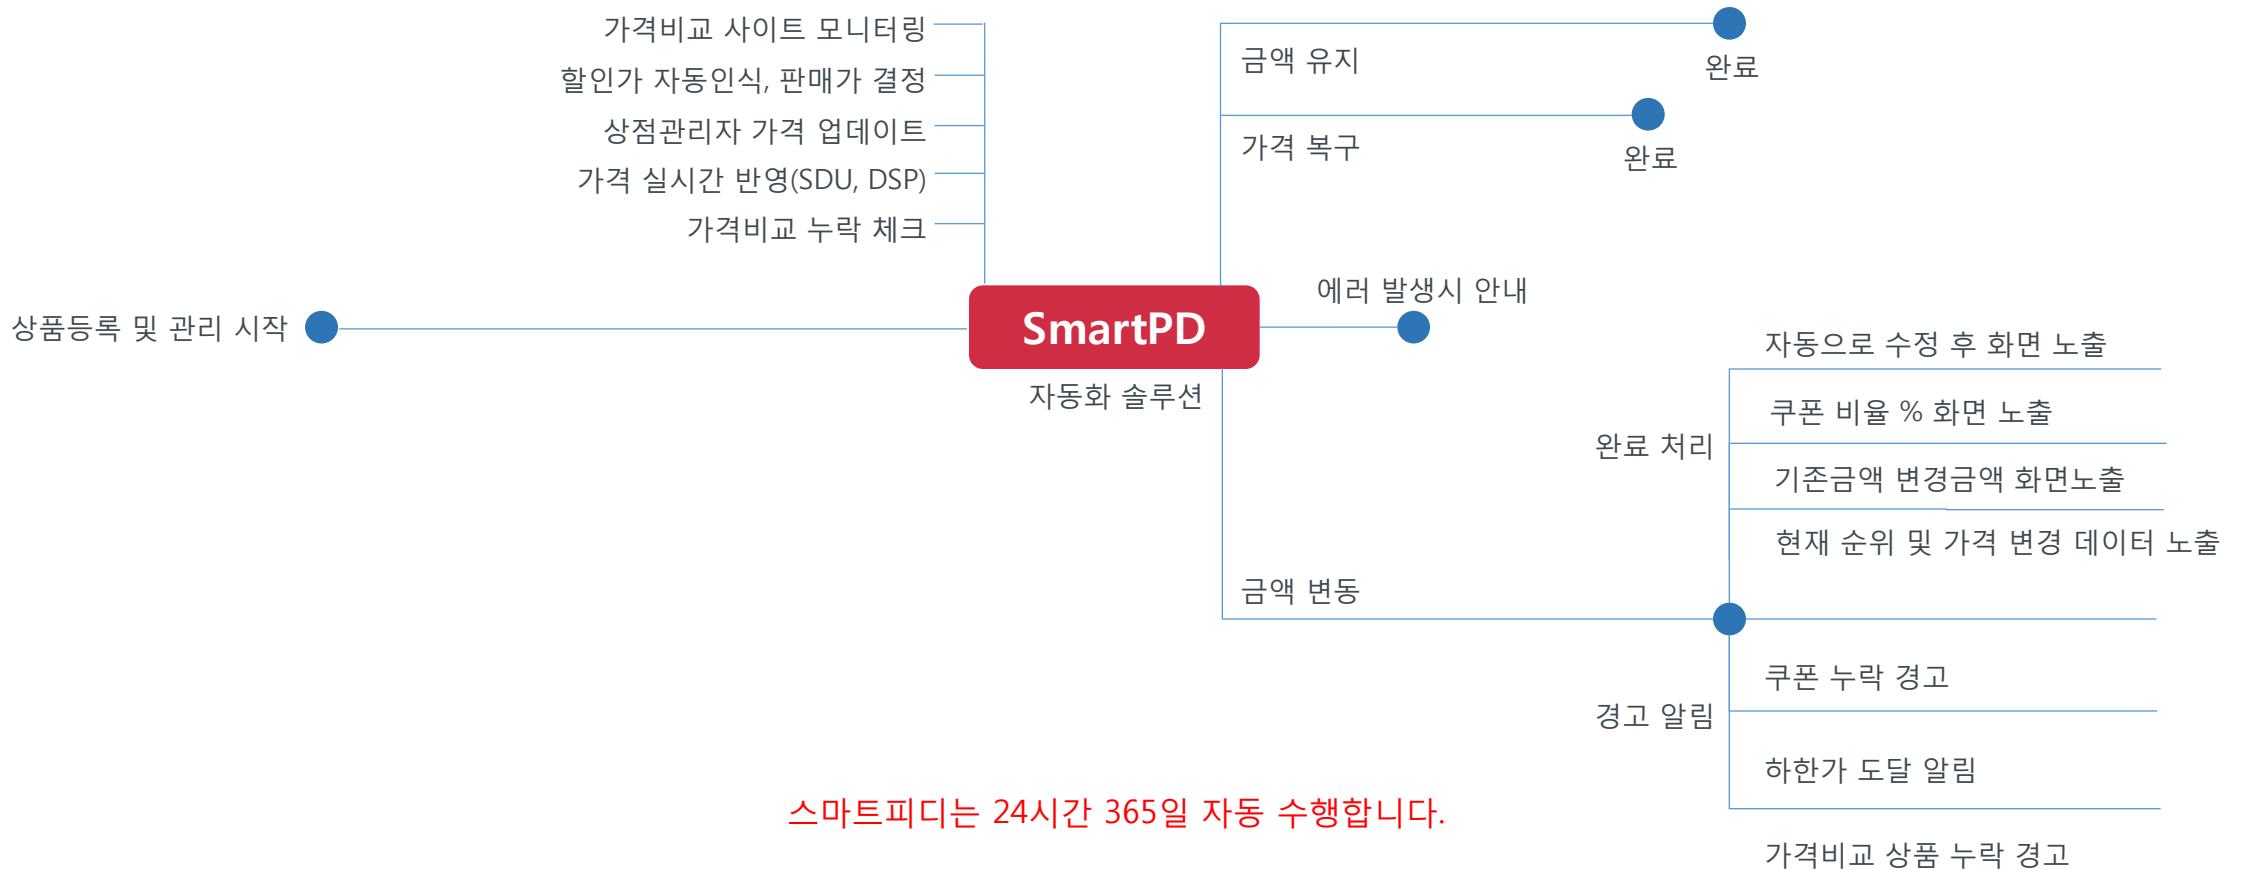 가격비교 사이트 모니터링
할인가 자동인식, 판매가 결정
상점관리자 가격 업데이트
가격 실시간 반영(SDU, DSP)
가격비교 누락 체크
상품등록 및 관리 시작
SmartPD
자동화 솔루션
금액 유지
완료
가격 복구
완료
에러 발생시 안내
금액 변동
완료 처리
자동으로 수정 후 화면 노출
쿠폰 비율 % 화면 노출
기존금액 변경금액 화면노출
현재 순위 및 가격 변경 데이터 노출
경고 알림
쿠폰 누락 경고
하한가 도달 알림
가격비교 상품 누락 경고
스마트피디는 24시간 365일 자동 수행합니다.